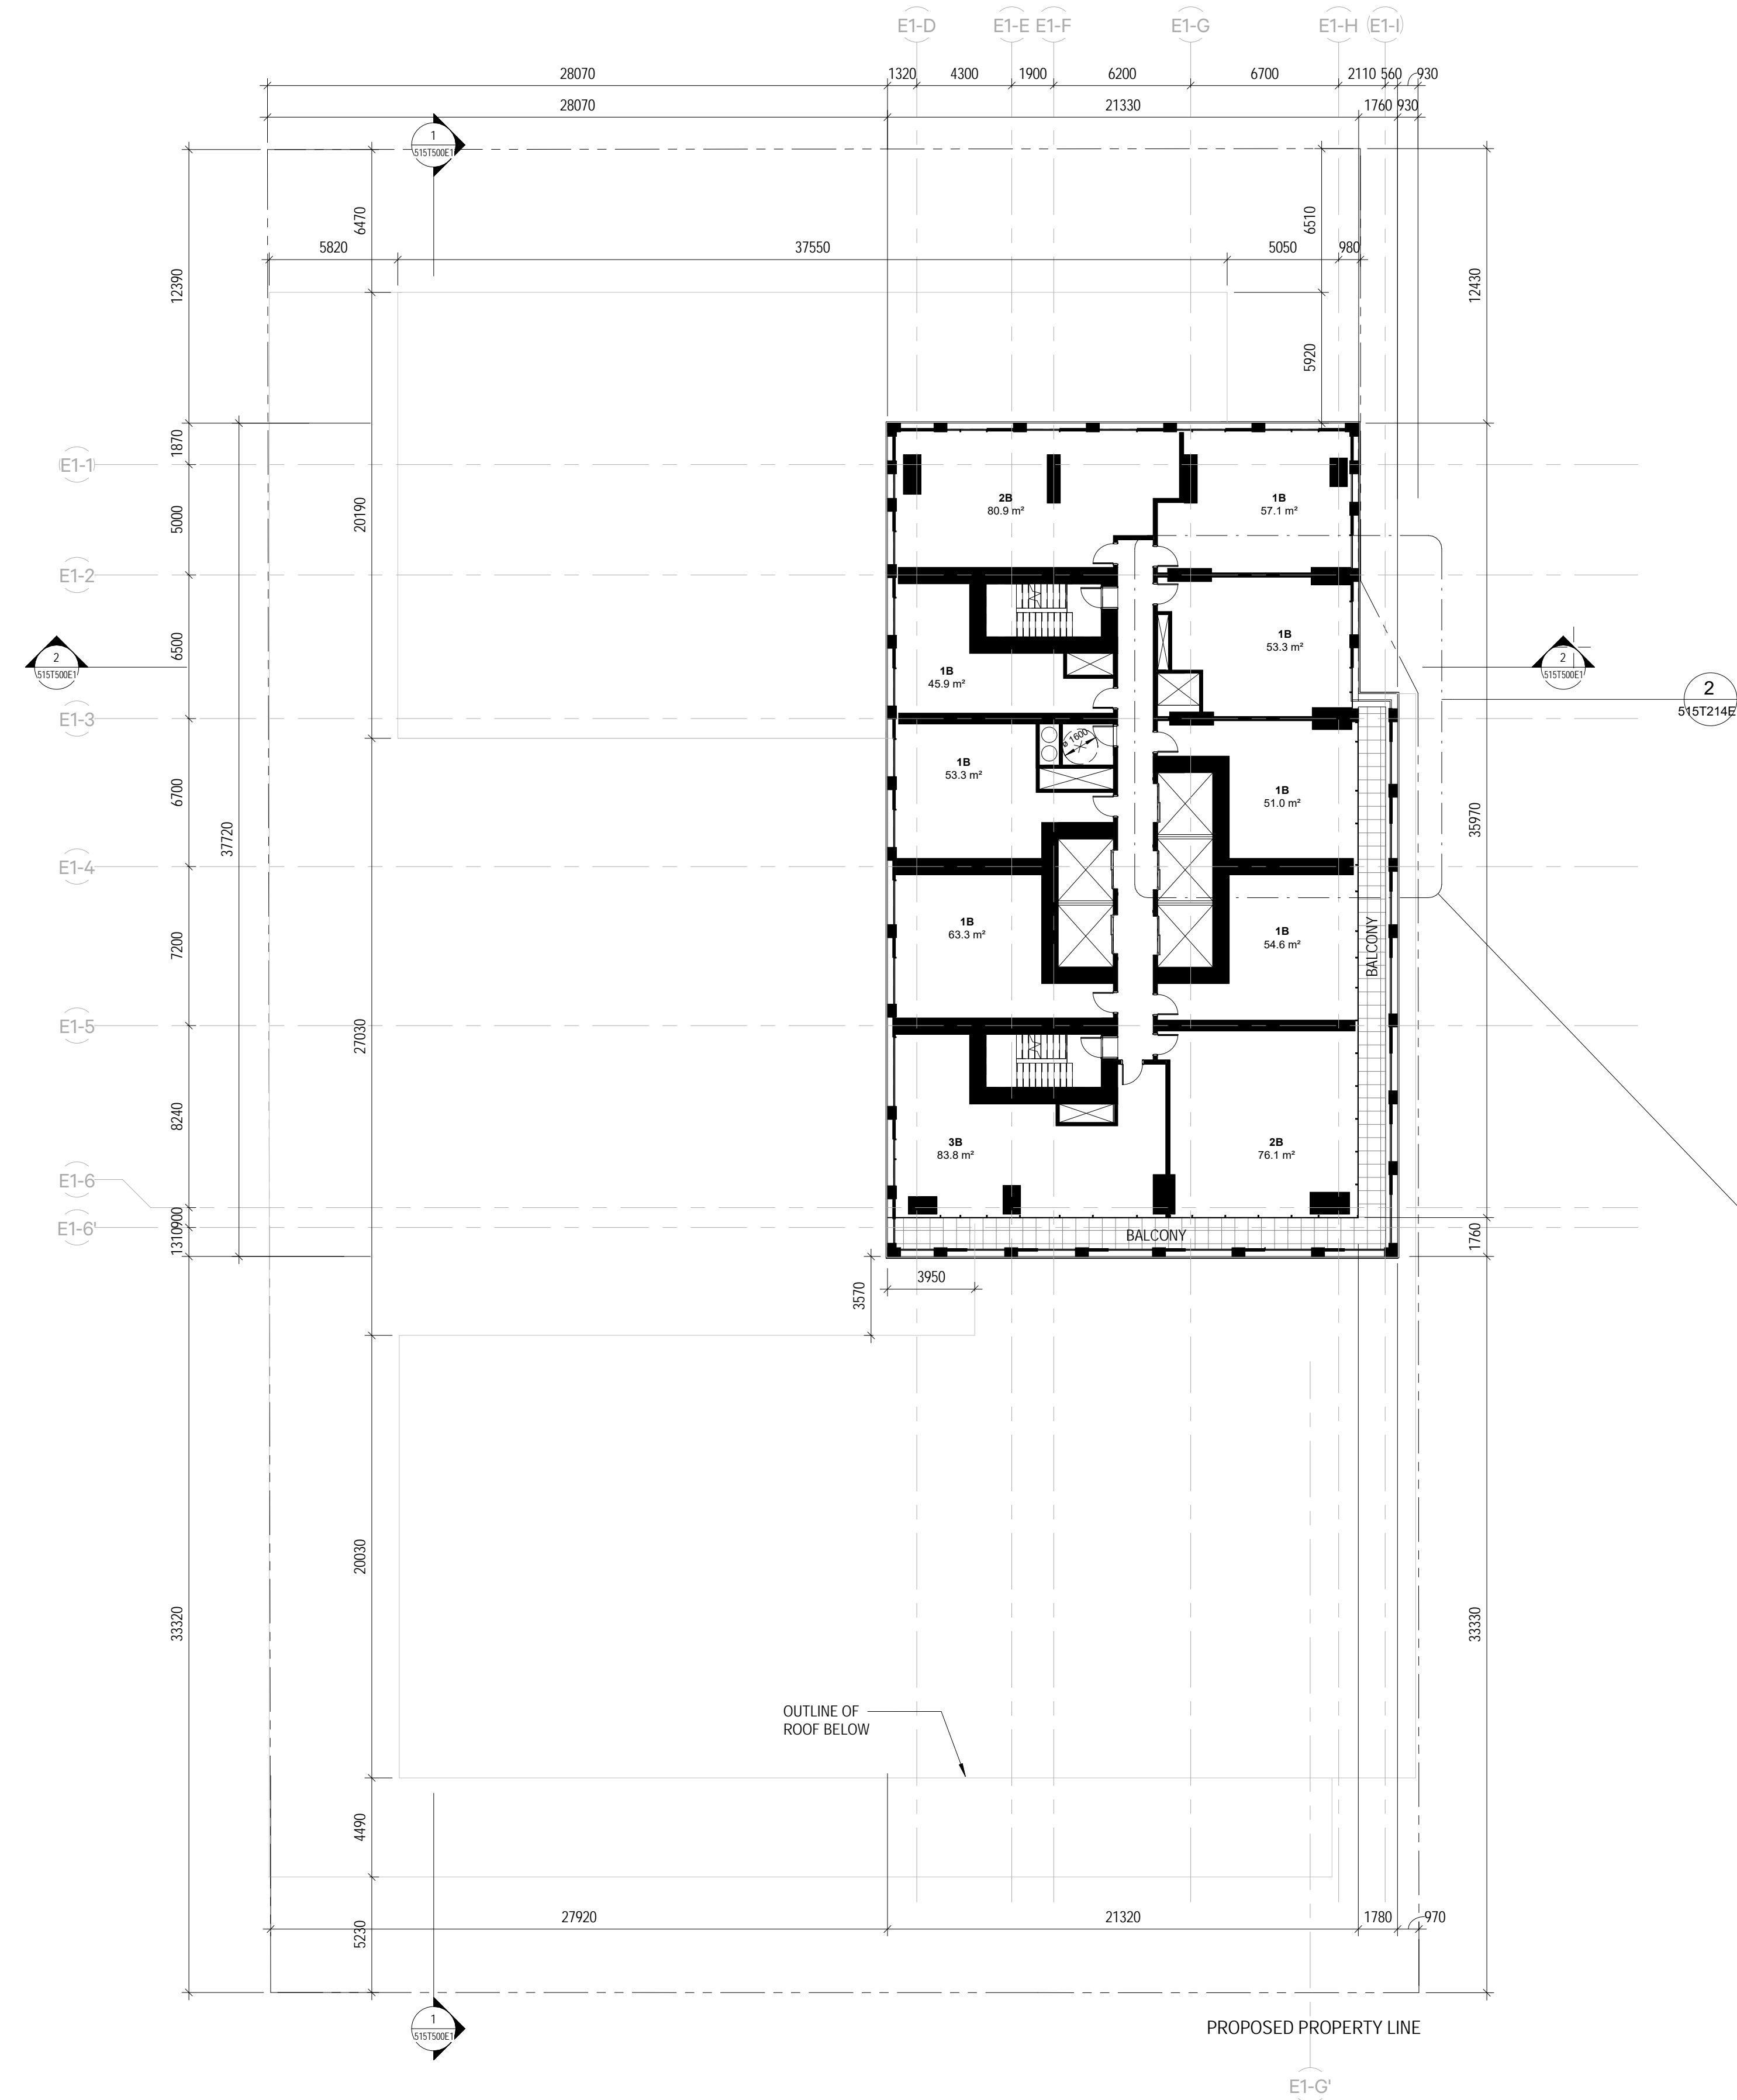 E1-D
E1-E
E1-F
E1-G
E1-H
E1-I
28070
1320
4300
1900
6200
6700
2110
560
930
28070
21330
1760
930
1
515T500E1
6470
6510
5820
37550
5050
980
12390
12430
5920
1870
E1-1
5000
20190
2B
80.9 m²
1B
57.1 m²
E1-2
6500
1B
53.3 m²
2
515T500E1
2
515T500E1
1B
45.9 m²
2
515T214E
E1-3
ø 1600
1B
53.3 m²
6700
1B
51.0 m²
37720
35970
E1-4
7200
1B
63.3 m²
1B
54.6 m²
BALCONY
E1-5
27030
8240
3B
83.8 m²
2B
76.1 m²
E1-6
900
E1-6'
1310
BALCONY
1760
3950
3570
20030
33320
33330
OUTLINE OF
ROOF BELOW
4490
27920
21320
1780
970
5230
1
515T500E1
PROPOSED PROPERTY LINE
E1-G'